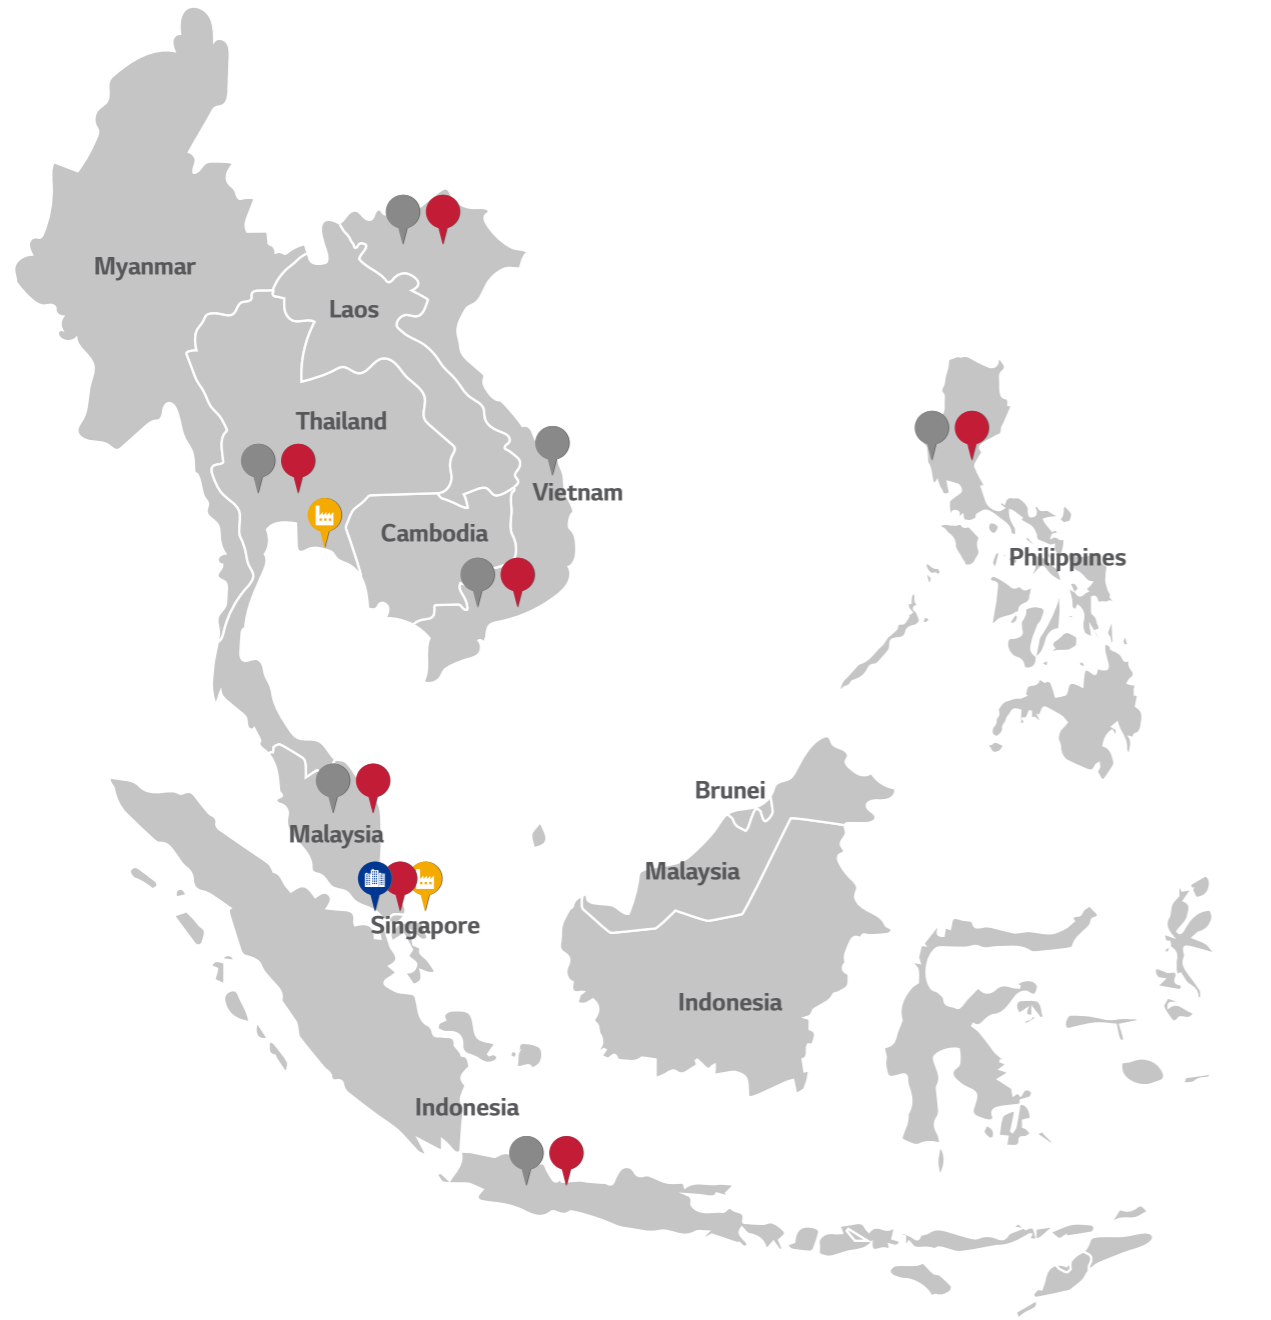 Myanmar
Laos
Thailand
Vietnam
Cambodia
Philippines
Brunei
Malaysia
Malaysia
Singapore
Indonesia
Indonesia